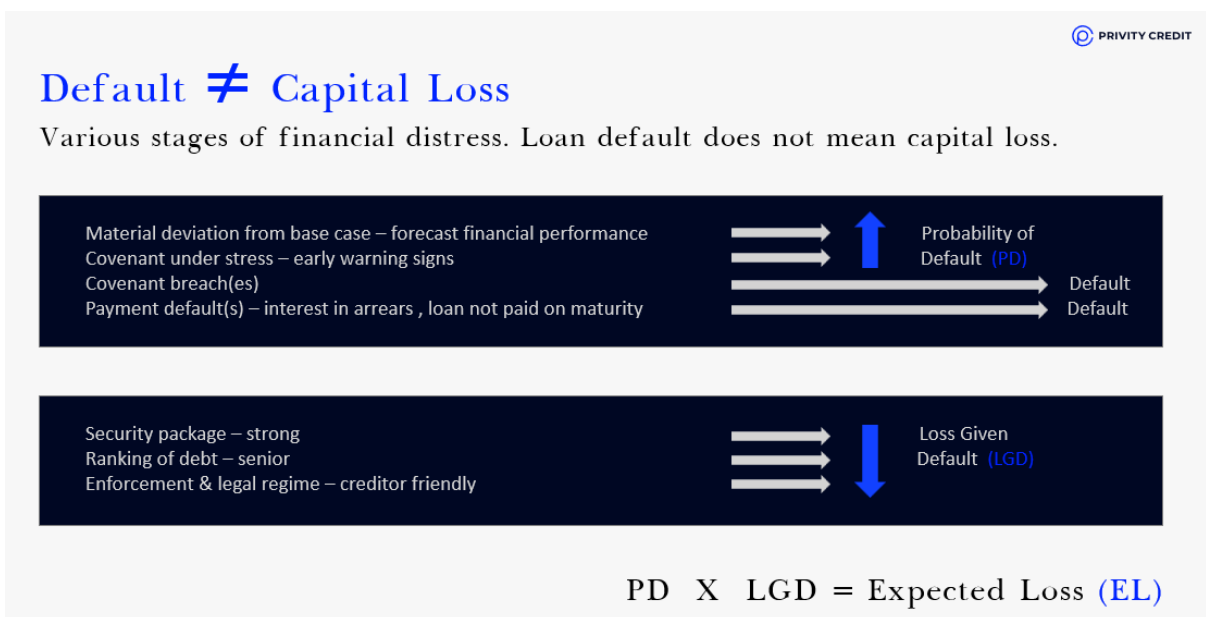 PRIVITY CREDIT
Default ≠ Capital Loss
Various stages of financial distress. Loan default does not mean capital loss.
Material deviation from base case – forecast financial performance
Covenant under stress – early warning signs
Covenant breach(es)
Payment default(s) – interest in arrears , loan not paid on maturity
Probability of
Default (PD)
Default
Default
Security package – strong
Ranking of debt – senior
Enforcement & legal regime – creditor friendly
Loss Given
Default (LGD)
PD X LGD = Expected Loss (EL)